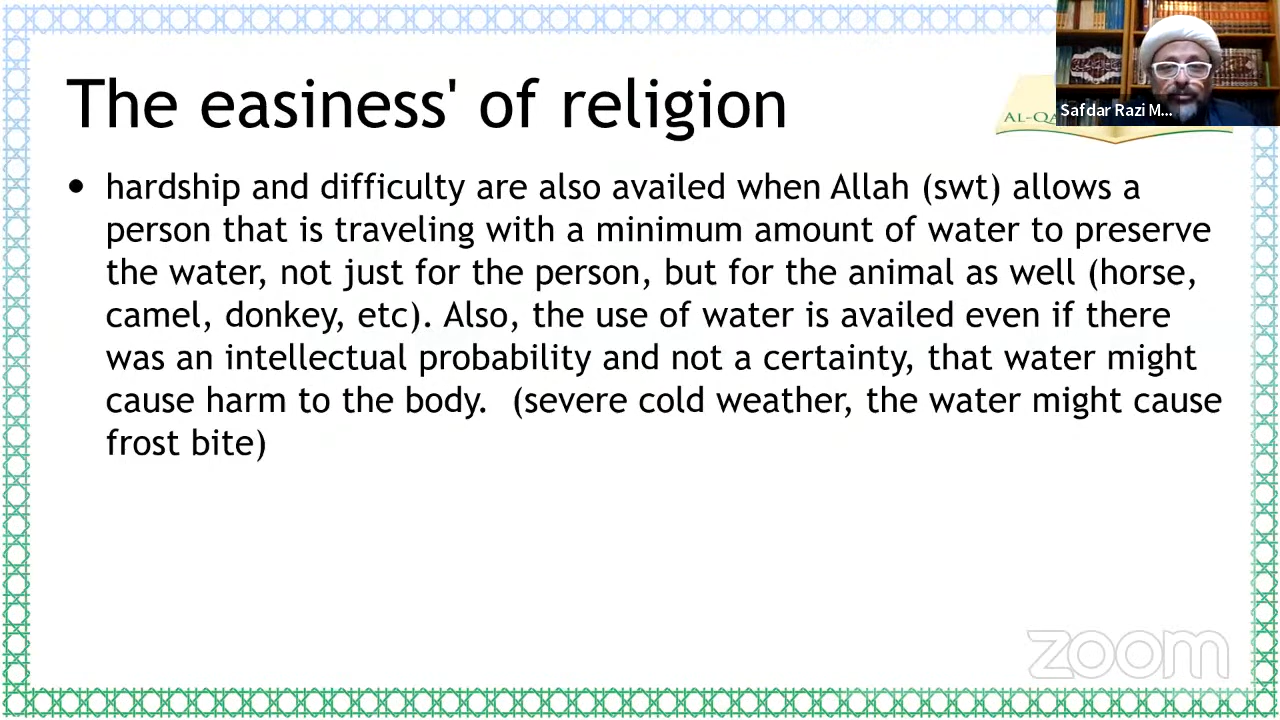 The easiness' of religion
AL-QA
Safdar Razi M...
• hardship and difficulty are also availed when Allah (swt) allows a
person that is traveling with a minimum amount of water to preserve
the water, not just for the person, but for the animal as well (horse,
camel, donkey, etc). Also, the use of water is availed even if there
was an intellectual probability and not a certainty, that water might
cause harm to the body.  (severe cold weather, the water might cause
frost bite)
zoom